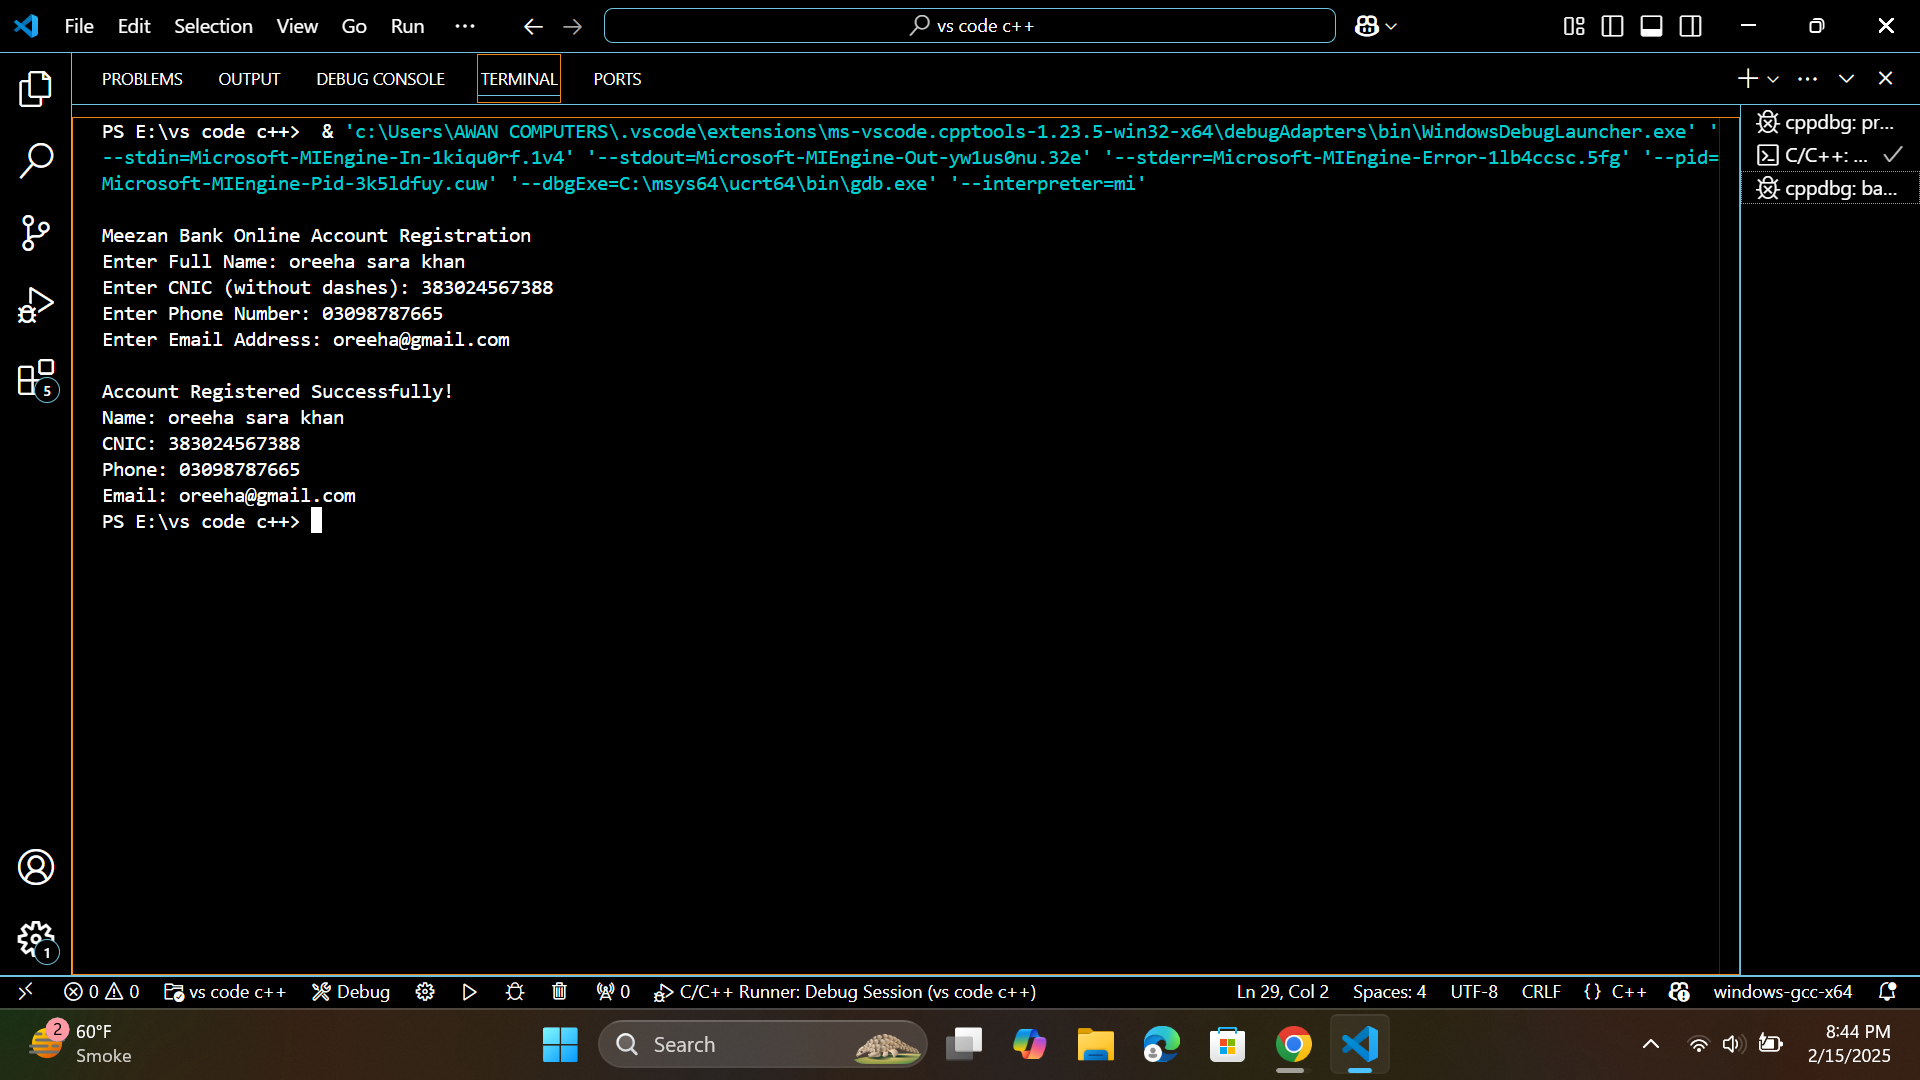 File Edit Selection View Go Run ··· vs code c++
PROBLEMS OUTPUT DEBUG CONSOLE TERMINAL PORTS
PS E:\vs code c++>  & 'c:\Users\AWAN COMPUTERS\.vscode\extensions\ms-vscode.cpptools-1.23.5-win32-x64\debugAdapters\bin\WindowsDebugLauncher.exe' '
--stdin=Microsoft-MIEngine-In-1kiqu0rf.1v4' '--stdout=Microsoft-MIEngine-Out-yw1us0nu.32e' '--stderr=Microsoft-MIEngine-Error-1lb4ccsc.5fg' '--pid=
Microsoft-MIEngine-Pid-3k5ldfuy.cuw' '--dbgExe=C:\msys64\ucrt64\bin\gdb.exe' '--interpreter=mi'
Meezan Bank Online Account Registration
Enter Full Name: oreeha sara khan
Enter CNIC (without dashes): 383024567388
Enter Phone Number: 03098787665
Enter Email Address: oreeha@gmail.com
Account Registered Successfully!
Name: oreeha sara khan
CNIC: 383024567388
Phone: 03098787665
Email: oreeha@gmail.com
PS E:\vs code c++>
cppdbg: pr...
C/C++: ...
cppdbg: ba...
5
1
0 0 vs code c++ Debug 0 C/C++ Runner: Debug Session (vs code c++) Ln 29, Col 2 Spaces: 4 UTF-8 CRLF {} C++ windows-gcc-x64
2
60°F
Smoke
Search
8:44 PM
2/15/2025